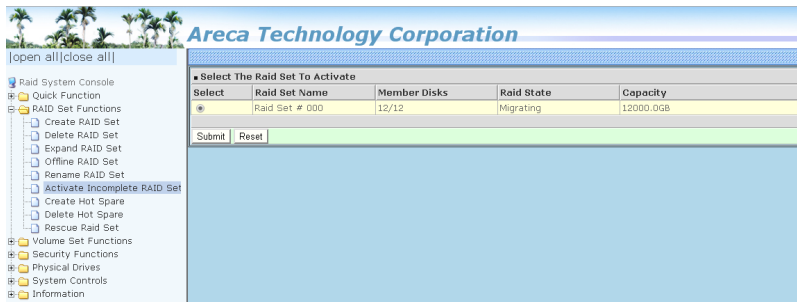 Areca Technology Corporation
|open all|close all|
Raid System Console
Quick Function
RAID Set Functions
Create RAID Set
Delete RAID Set
Expand RAID Set
Offline RAID Set
Rename RAID Set
Activate Incomplete RAID Set
Create Hot Spare
Delete Hot Spare
Rescue Raid Set
Volume Set Functions
Security Functions
Physical Drives
System Controls
Information
Select The Raid Set To Activate
Select Raid Set Name Member Disks Raid State Capacity
Raid Set # 000 12/12 Migrating 12000.0GB
Submit Reset